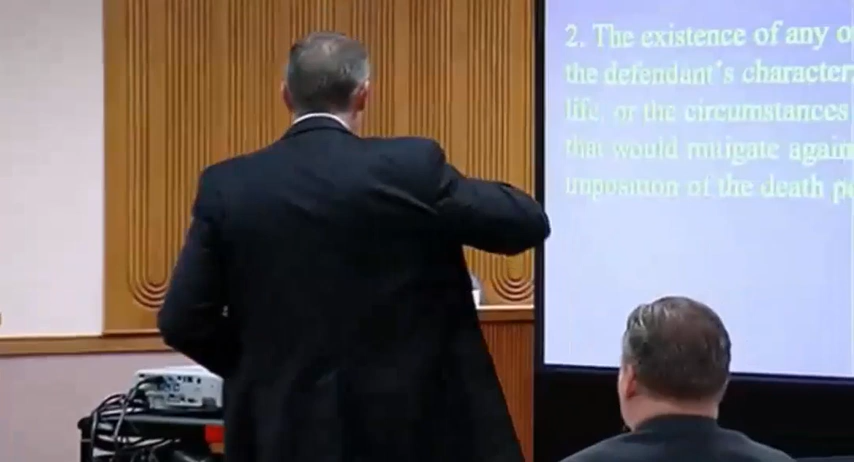 2. The existence of any o
the defendant's character,
life, or the circumstances
that would mitigate again
imposition of the death pe